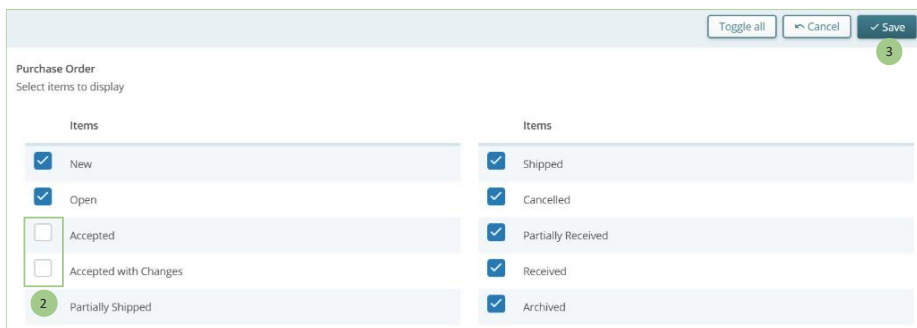 Toggle all Cancel Save
3
Purchase Order
Select items to display
Items Items
New Shipped
Open Cancelled
Accepted Partially Received
Accepted with Changes Received
2 Partially Shipped Archived